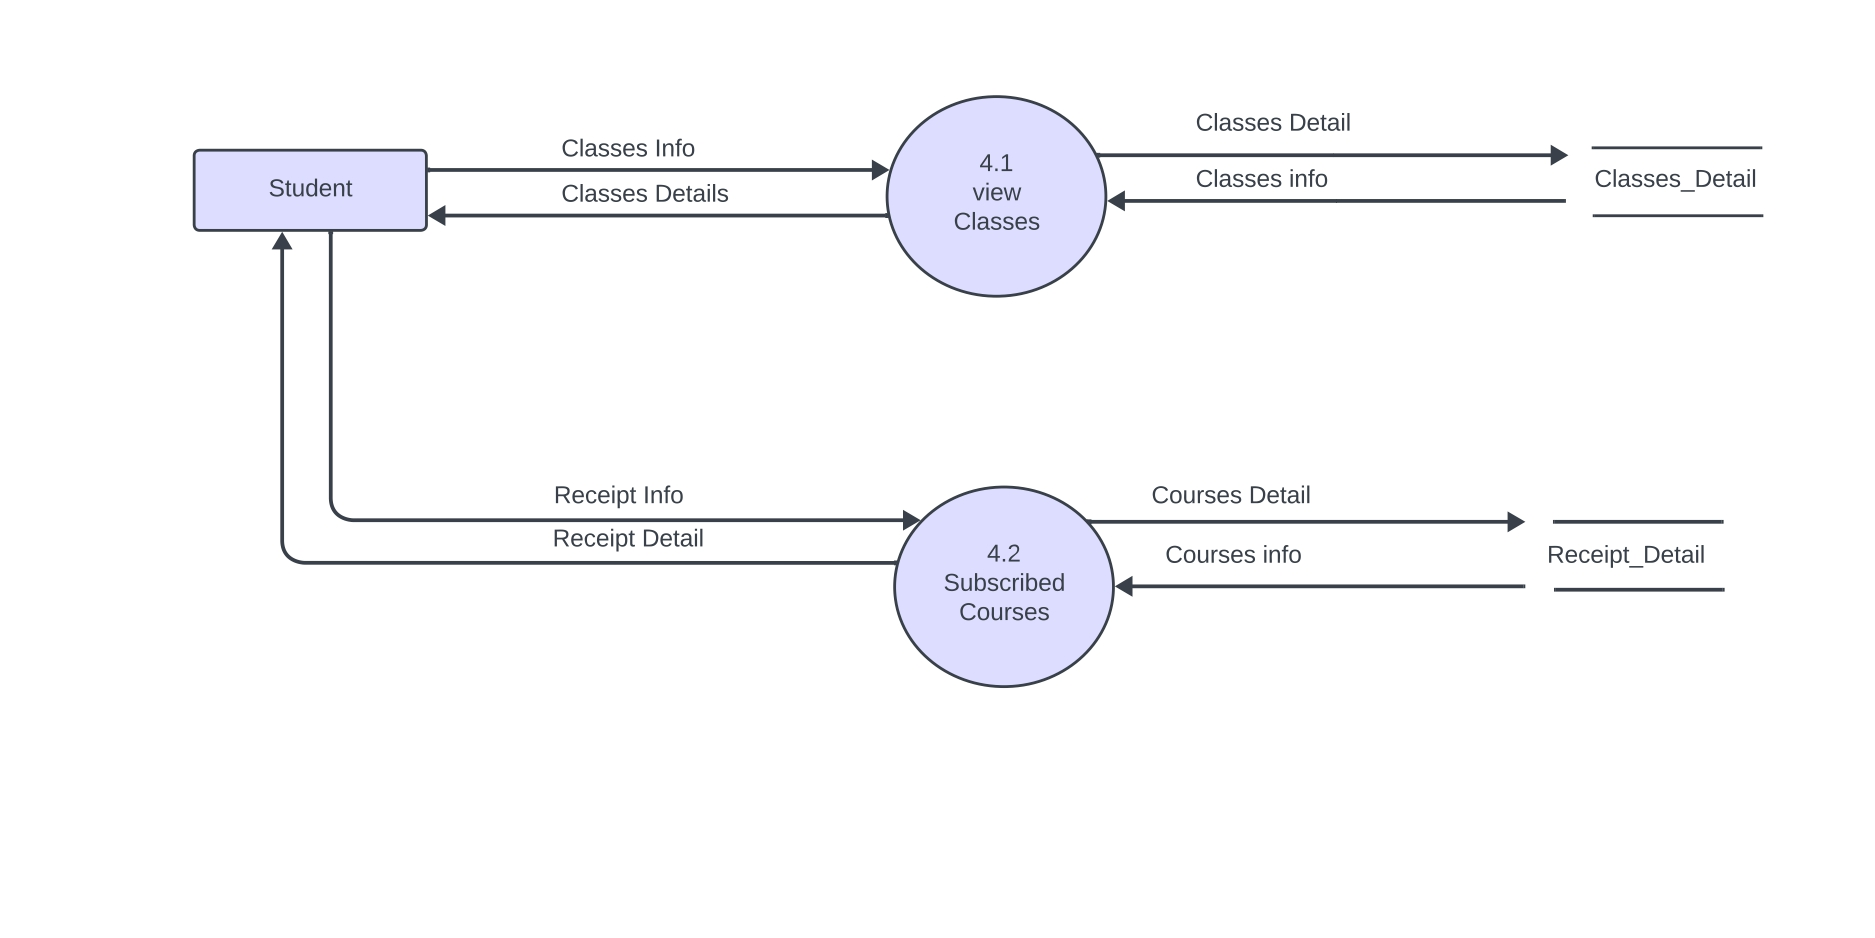 Classes Detail
Classes Info
4.1
view
Classes
Student
Classes Details
Classes info
Classes_Detail
Receipt Info
Receipt Detail
4.2
Subscribed
Courses
Courses Detail
Courses info
Receipt_Detail